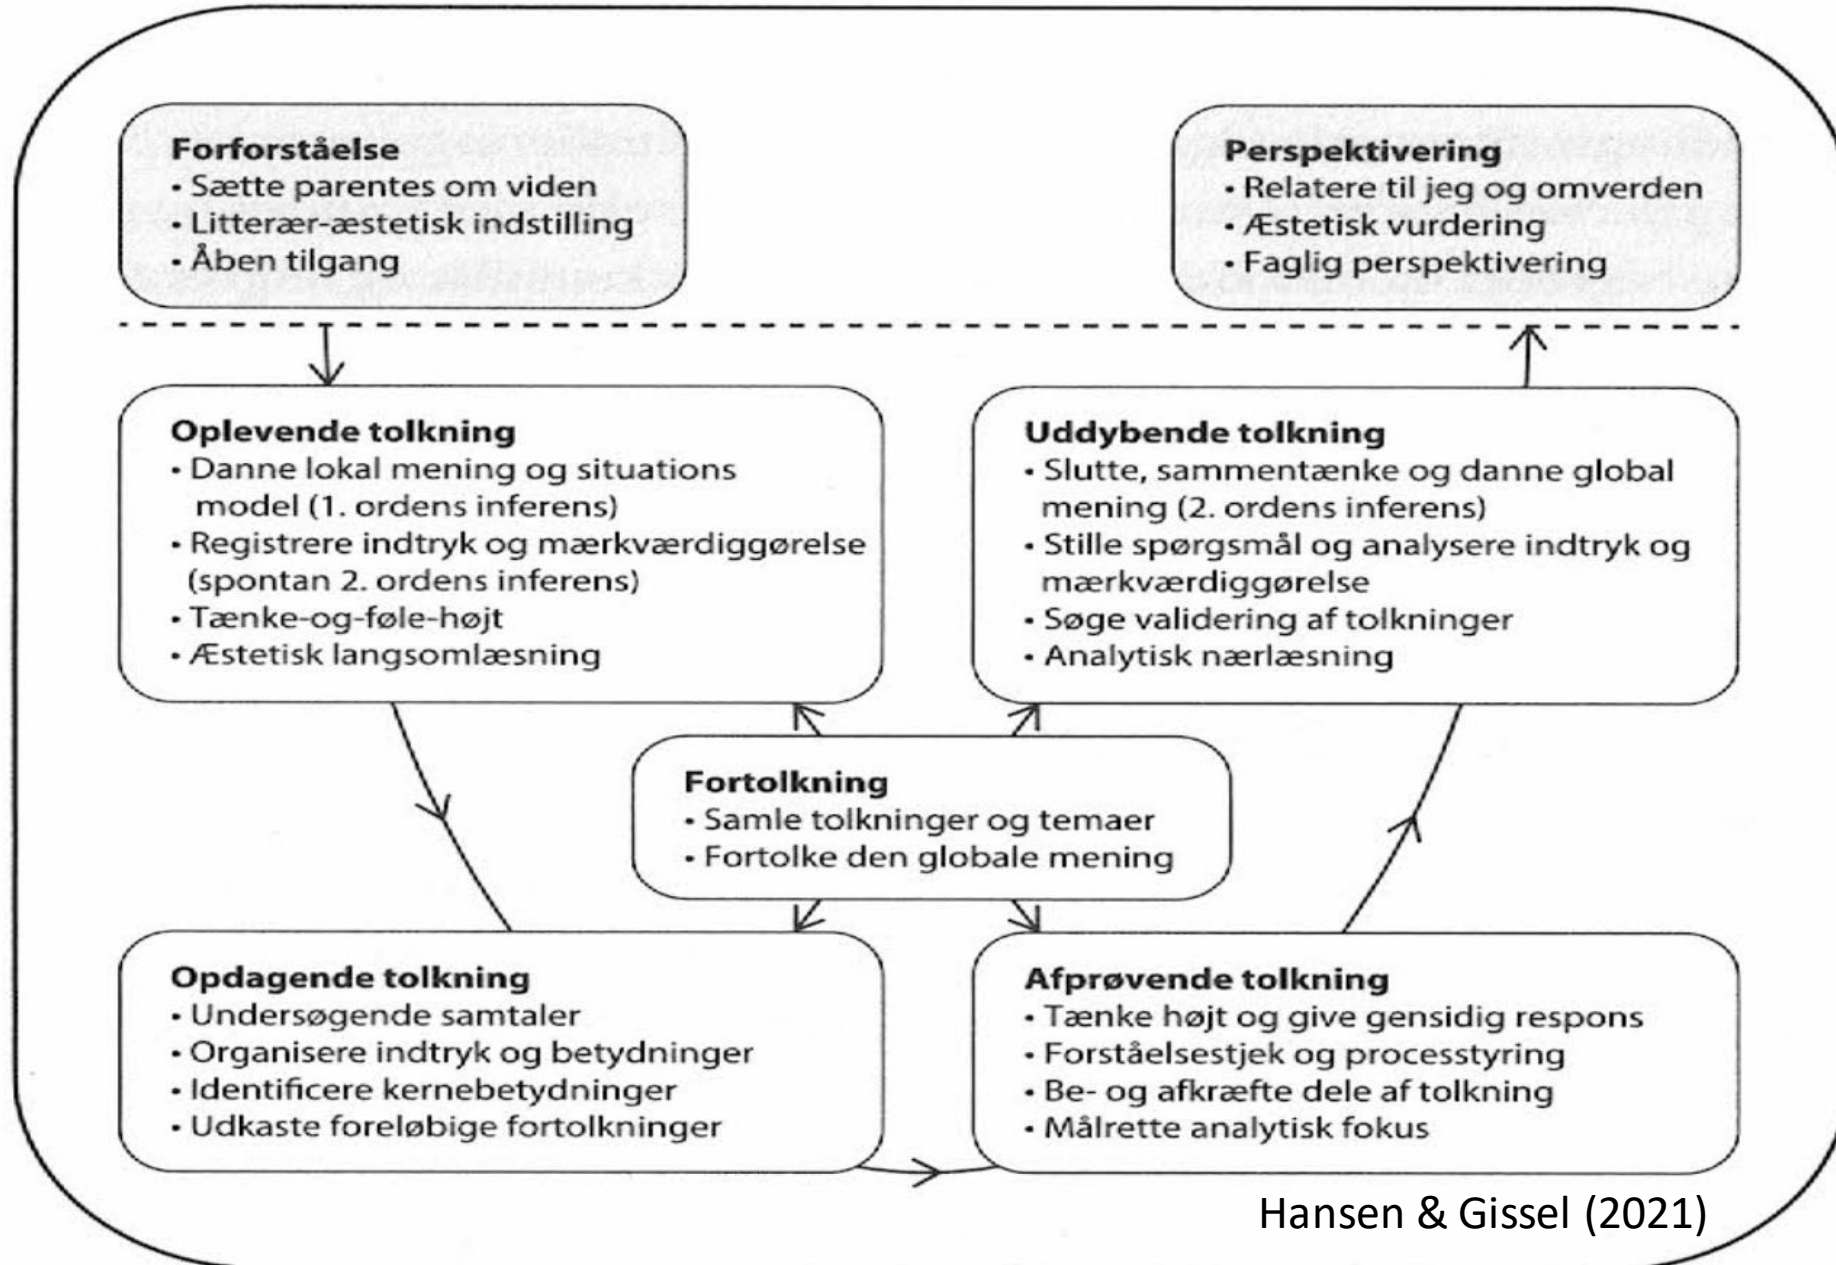 Forforståelse
• Sætte parentes om viden
• Litterær-æstetisk indstilling
• Åben tilgang
Perspektivering
• Relatere til jeg og omverden
• Æstetisk vurdering
• Faglig perspektivering
Oplevende tolkning
• Danne lokal mening og situations
model (1. ordens inferens)
• Registrere indtryk og mærkværdiggørelse
(spontan 2. ordens inferens)
• Tænke-og-føle-højt
• Æstetisk langsomlæsning
Uddybende tolkning
• Slutte, sammentænke og danne global
mening (2. ordens inferens)
• Stille spørgsmål og analysere indtryk og
mærkværdiggørelse
• Søge validering af tolkninger
• Analytisk nærlæsning
Fortolkning
• Samle tolkninger og temaer
• Fortolke den globale mening
Opdagende tolkning
• Undersøgende samtaler
• Organisere indtryk og betydninger
• Identificere kernebetydninger
• Udkaste foreløbige fortolkninger
Afprøvende tolkning
• Tænke højt og give gensidig respons
• Forståelsestjek og processtyring
• Be- og afkræfte dele af tolkning
• Målrette analytisk fokus
Hansen & Gissel (2021)